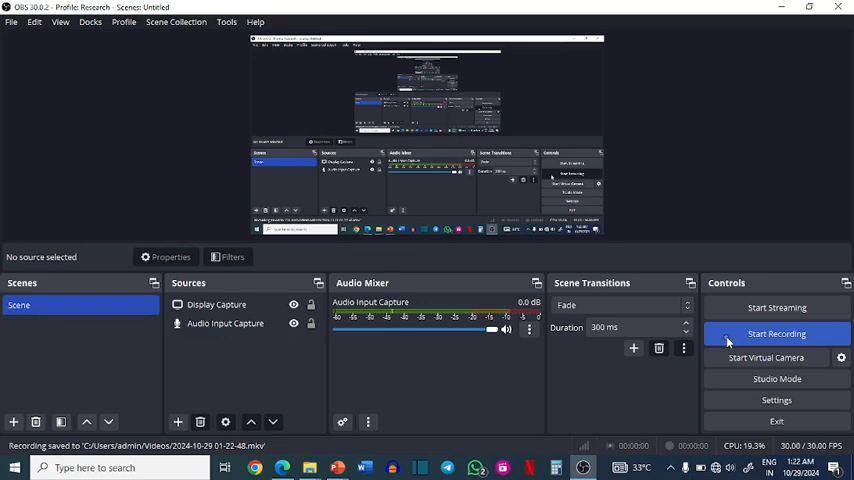 OBS 30.0.2 - Profile: Research - Scenes: Untitled
File Edit View Docks Profile Scene Collection Tools Help
No source selected Properties Filters
Scenes
Scene
Sources
Display Capture
Audio Input Capture
Audio Mixer
Audio Input Capture 0.0 dB
-60 -55 -50 -45 -40 -35 -30 -25 -20 -15 -10 -5 0
Scene Transitions
Fade
Duration 300 ms
Controls
Start Streaming
Start Recording
Start Virtual Camera
Studio Mode
Settings
Exit
Recording saved to 'C:/Users/admin/Videos/2024-10-29 01-22-48.mkv' 00:00:00 00:00:00 CPU: 19.3% 30.00 / 30.00 FPS
Type here to search 2 33°C ENG IN 1:22 AM 10/29/2024